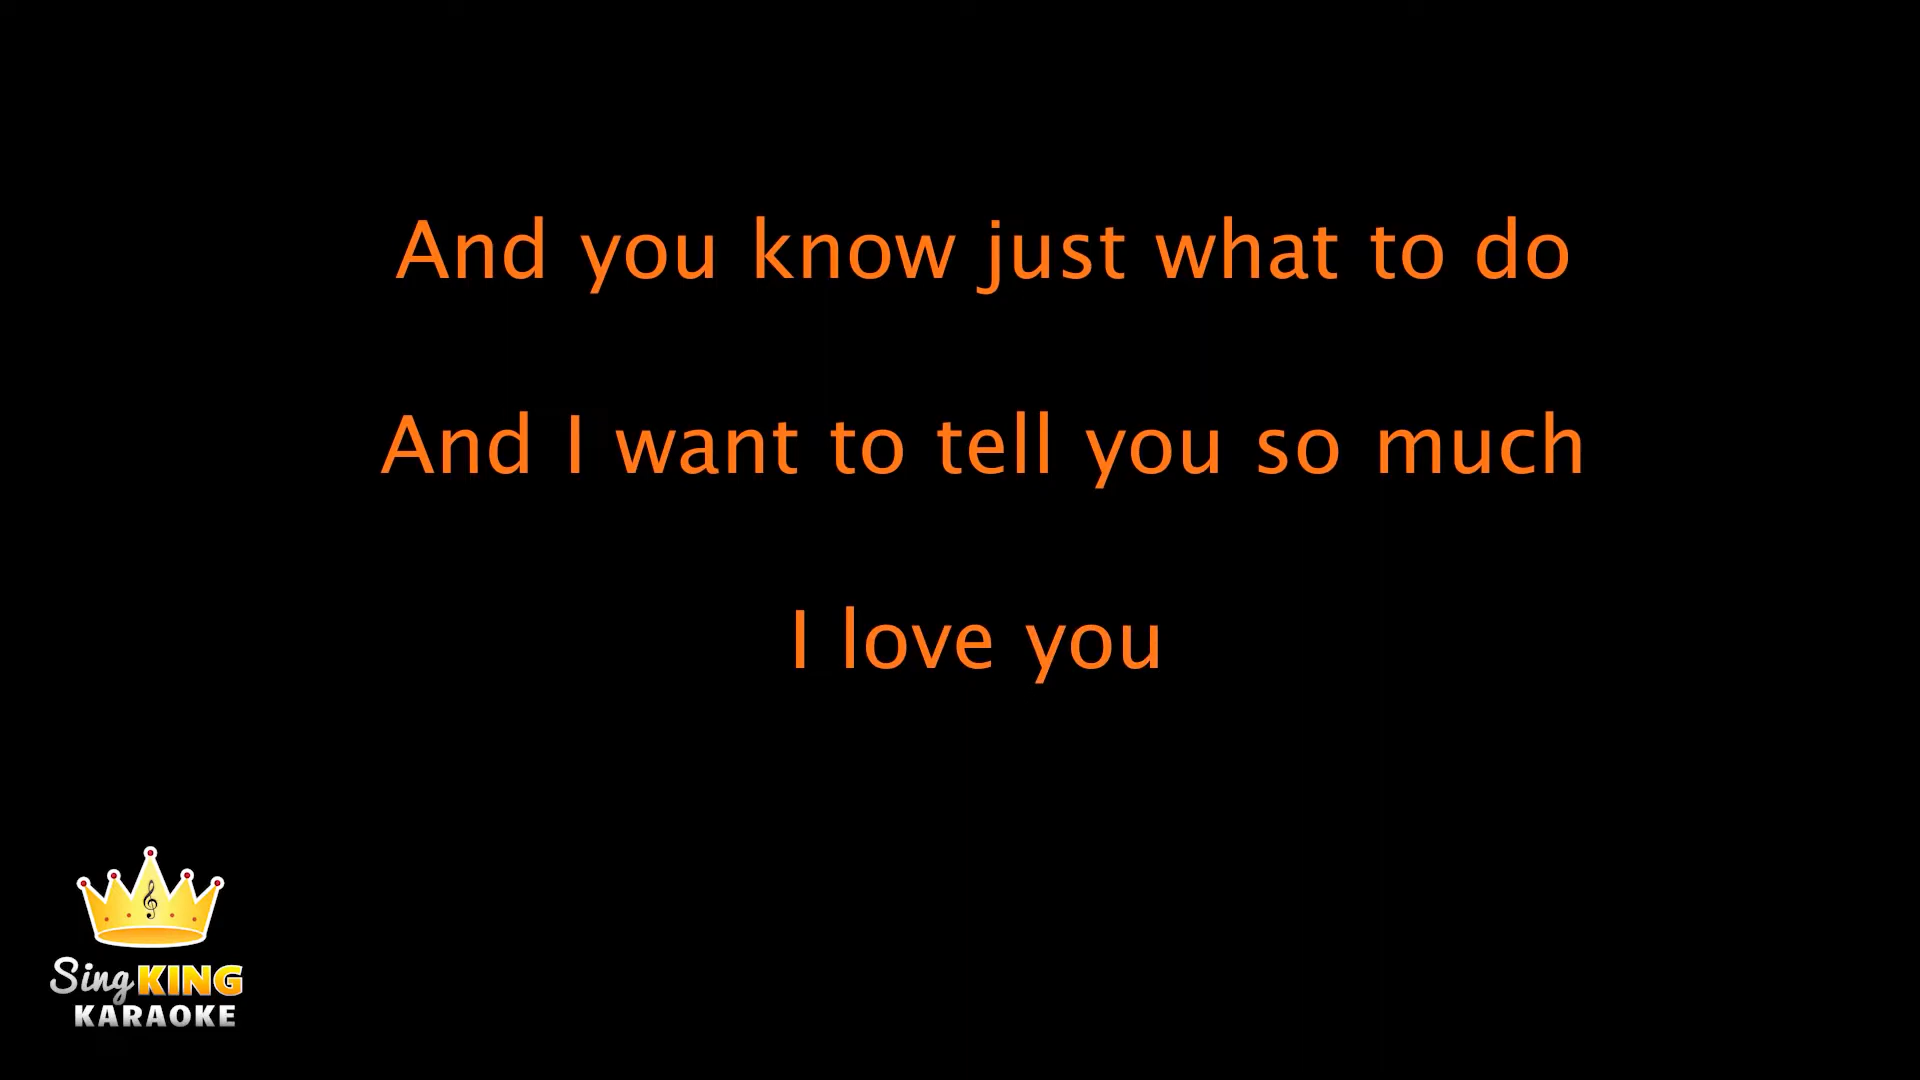 And you know just what to do
And I want to tell you so much
I love you
Sing KING
KARAOKE